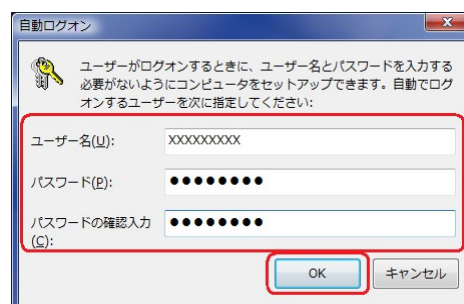 自動ログオン
ユーザーがログオンするときに、ユーザー名とパスワードを入力する
必要がないようにコンピュータをセットアップできます。自動でログ
オンするユーザーを次に指定してください:
ユーザー名(U):
XXXXXXXXX
パスワード(P):
●●●●●●●●
パスワードの確認入力
(C):
●●●●●●●●
OK
キャンセル